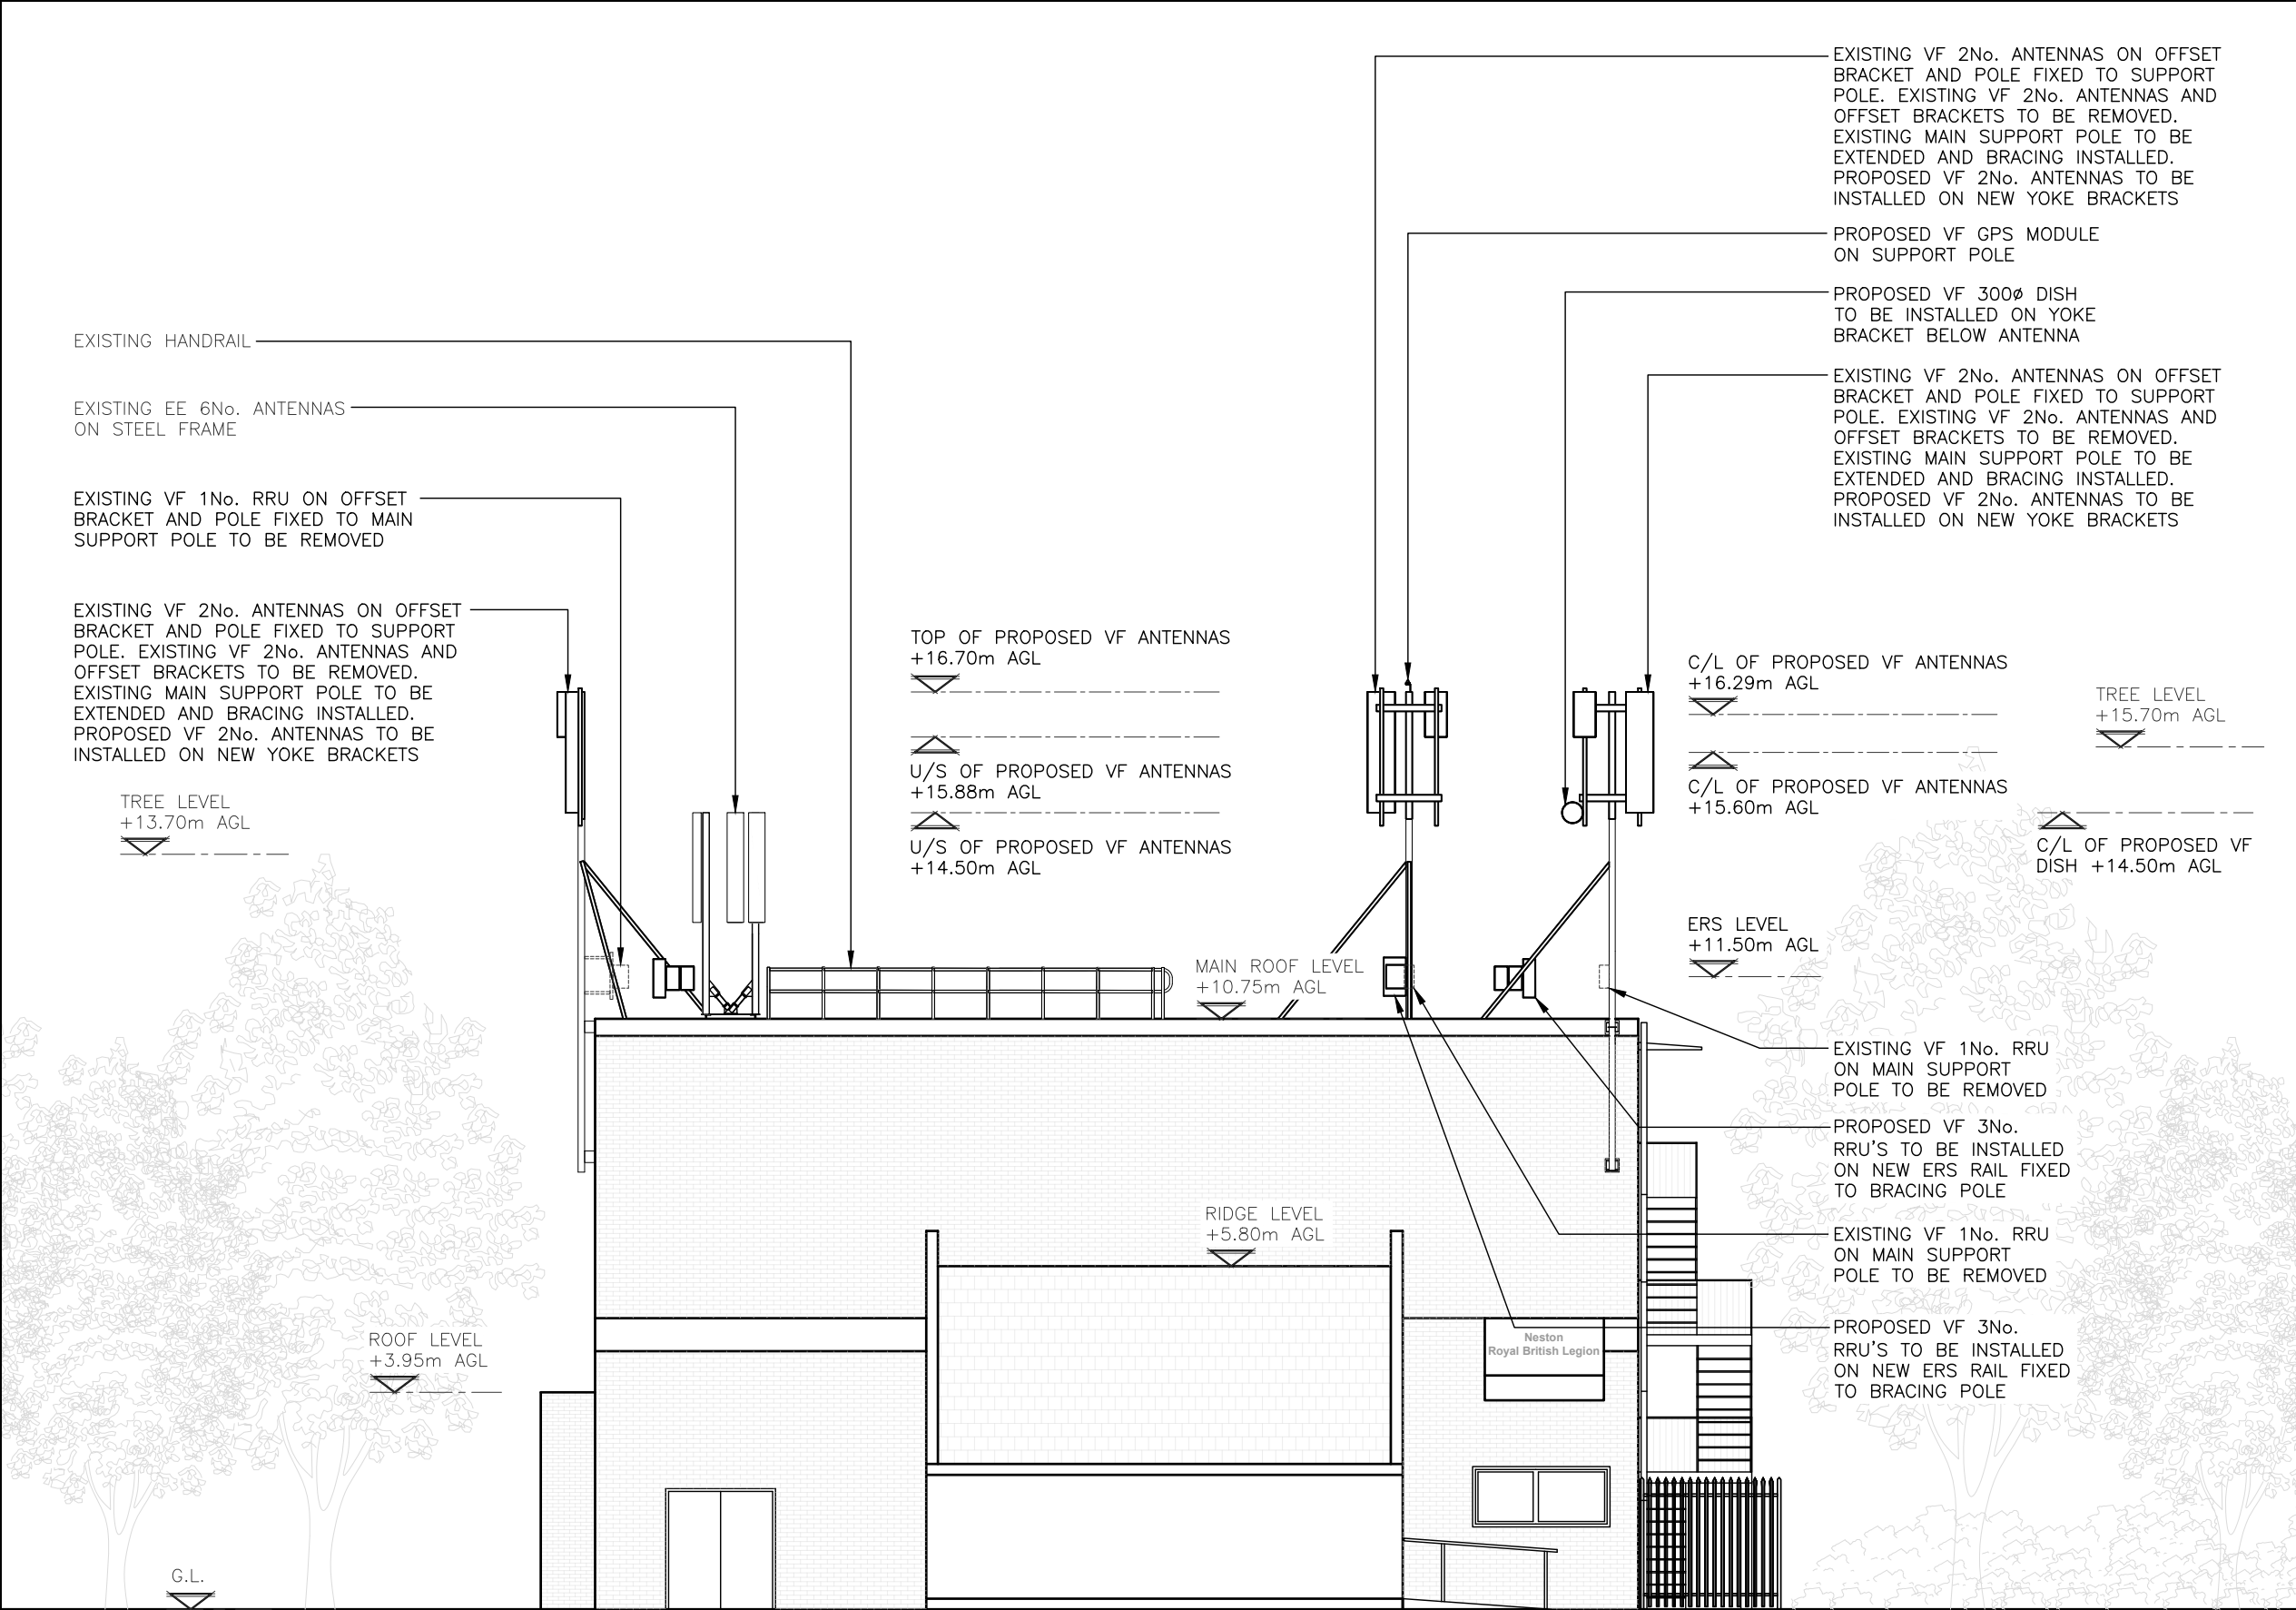 EXISTING VF 2No. ANTENNAS ON OFFSET
BRACKET AND POLE FIXED TO SUPPORT
POLE. EXISTING VF 2No. ANTENNAS AND
OFFSET BRACKETS TO BE REMOVED.
EXISTING MAIN SUPPORT POLE TO BE
EXTENDED AND BRACING INSTALLED.
PROPOSED VF 2No. ANTENNAS TO BE
INSTALLED ON NEW YOKE BRACKETS
PROPOSED VF GPS MODULE
ON SUPPORT POLE
PROPOSED VF 300ø DISH
TO BE INSTALLED ON YOKE
BRACKET BELOW ANTENNA
EXISTING VF 2No. ANTENNAS ON OFFSET
BRACKET AND POLE FIXED TO SUPPORT
POLE. EXISTING VF 2No. ANTENNAS AND
OFFSET BRACKETS TO BE REMOVED.
EXISTING MAIN SUPPORT POLE TO BE
EXTENDED AND BRACING INSTALLED.
PROPOSED VF 2No. ANTENNAS TO BE
INSTALLED ON NEW YOKE BRACKETS
EXISTING HANDRAIL
EXISTING EE 6No. ANTENNAS
ON STEEL FRAME
EXISTING VF 1No. RRU ON OFFSET
BRACKET AND POLE FIXED TO MAIN
SUPPORT POLE TO BE REMOVED
EXISTING VF 2No. ANTENNAS ON OFFSET
BRACKET AND POLE FIXED TO SUPPORT
POLE. EXISTING VF 2No. ANTENNAS AND
OFFSET BRACKETS TO BE REMOVED.
EXISTING MAIN SUPPORT POLE TO BE
EXTENDED AND BRACING INSTALLED.
PROPOSED VF 2No. ANTENNAS TO BE
INSTALLED ON NEW YOKE BRACKETS
TREE LEVEL
+13.70m AGL
TOP OF PROPOSED VF ANTENNAS
+16.70m AGL
U/S OF PROPOSED VF ANTENNAS
+15.88m AGL
U/S OF PROPOSED VF ANTENNAS
+14.50m AGL
C/L OF PROPOSED VF ANTENNAS
+16.29m AGL
C/L OF PROPOSED VF ANTENNAS
+15.60m AGL
TREE LEVEL
+15.70m AGL
C/L OF PROPOSED VF
DISH +14.50m AGL
ERS LEVEL
+11.50m AGL
MAIN ROOF LEVEL
+10.75m AGL
EXISTING VF 1No. RRU
ON MAIN SUPPORT
POLE TO BE REMOVED
PROPOSED VF 3No.
RRU'S TO BE INSTALLED
ON NEW ERS RAIL FIXED
TO BRACING POLE
EXISTING VF 1No. RRU
ON MAIN SUPPORT
POLE TO BE REMOVED
PROPOSED VF 3No.
RRU'S TO BE INSTALLED
ON NEW ERS RAIL FIXED
TO BRACING POLE
RIDGE LEVEL
+5.80m AGL
Neston
Royal British Legion
ROOF LEVEL
+3.95m AGL
G.L.